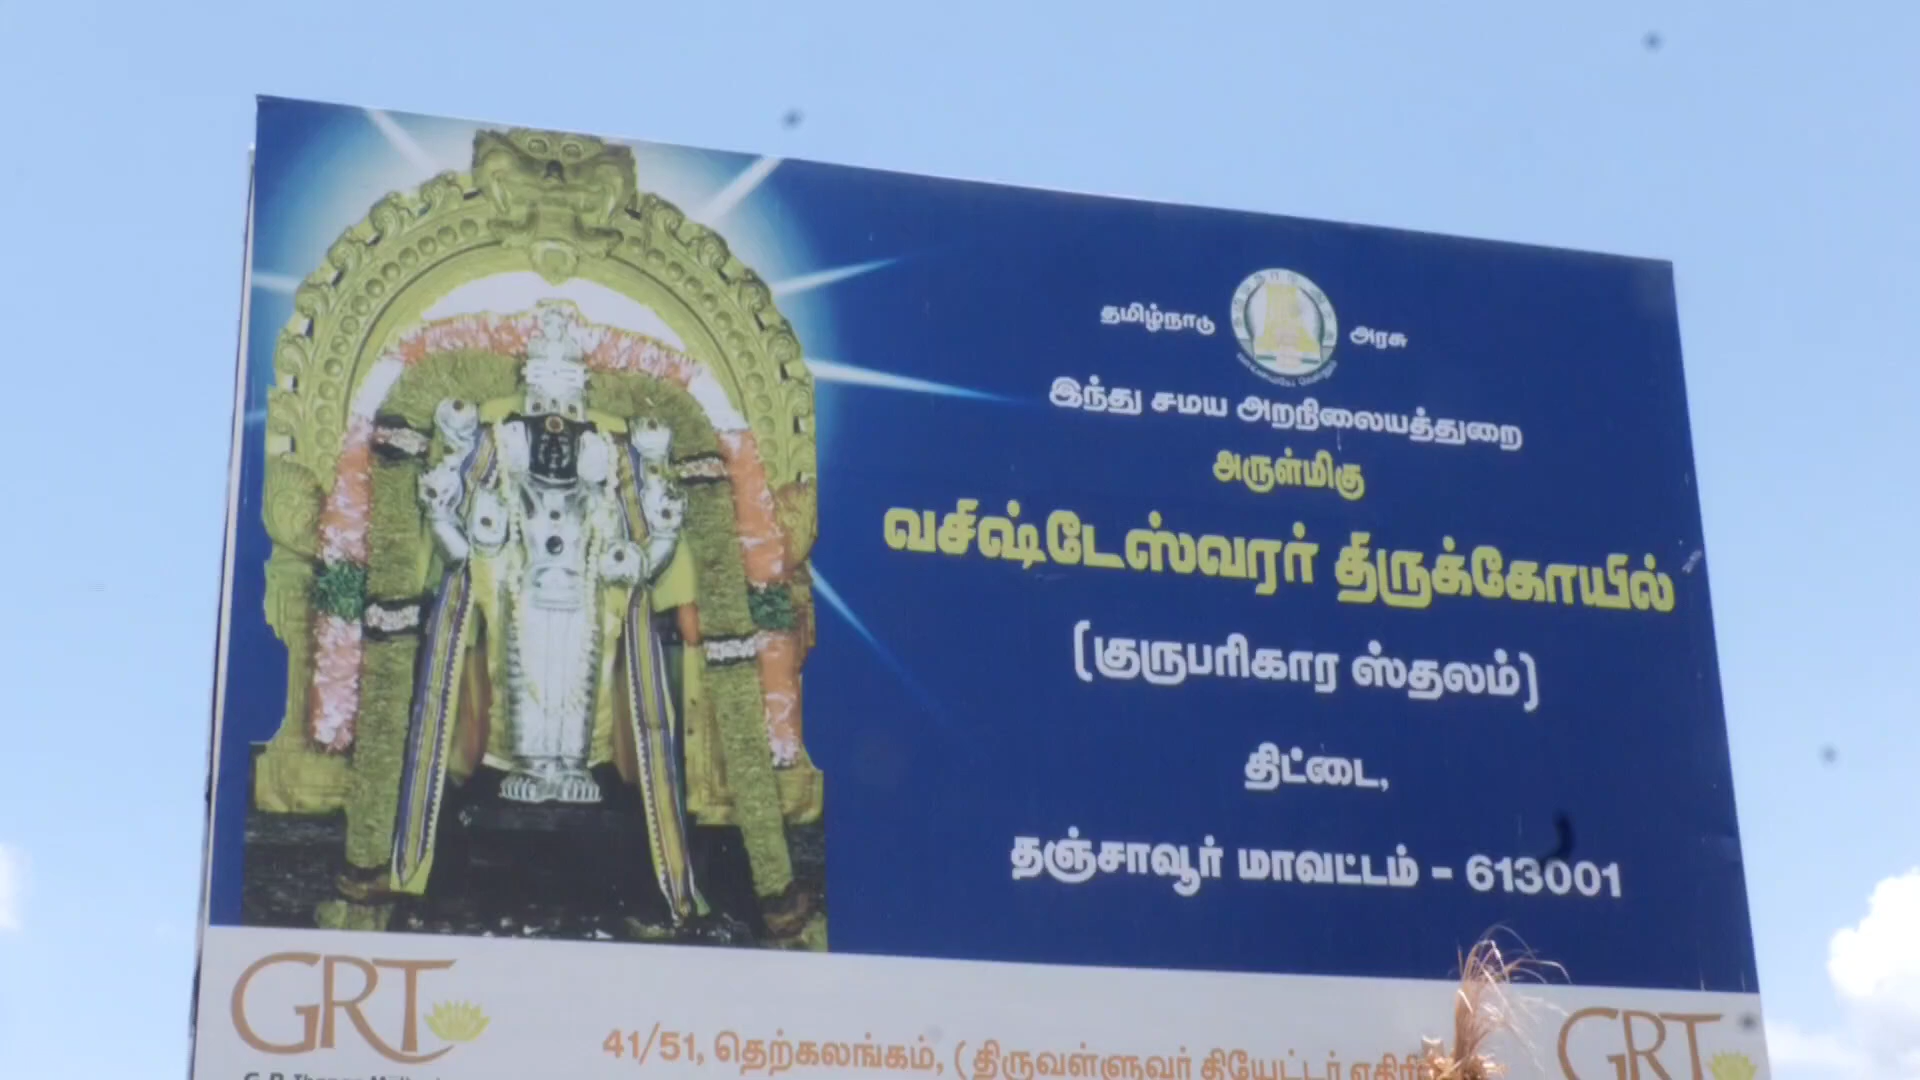 தமிழ்நாடு அரசு
இந்து சமய அறநிலையத்துறை
அருள்மிகு
வசிஷ்டேஸ்வரர் திருக்கோயில்
(குருபரிகார ஸ்தலம்)
திட்டை,
தஞ்சாவூர் மாவட்டம் - 613001
GRT GRT
41/51, தெற்கலங்கம், (திருவள்ளுவர் தியேட்டர்